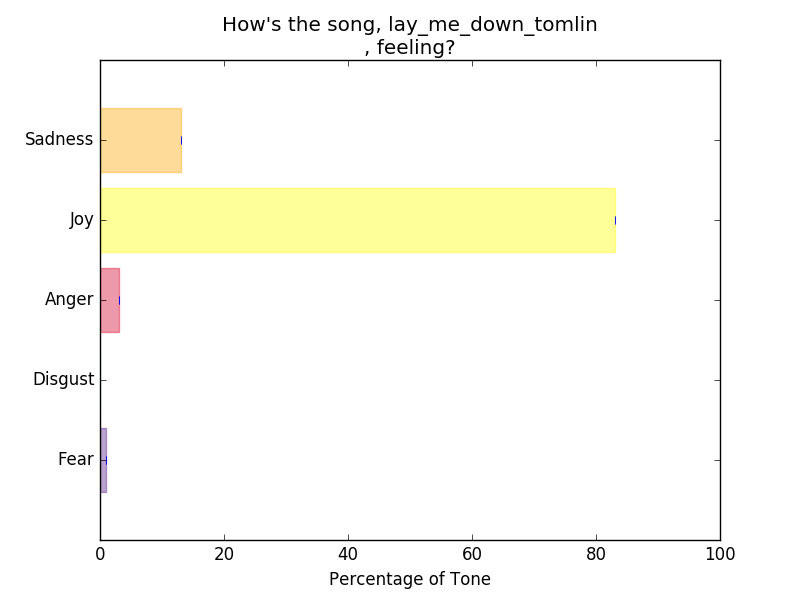 How's the song, lay_me_down_tomlin
, feeling?
Sadness
Joy
Anger
Disgust
Fear
0 20 40 60 80 100
Percentage of Tone